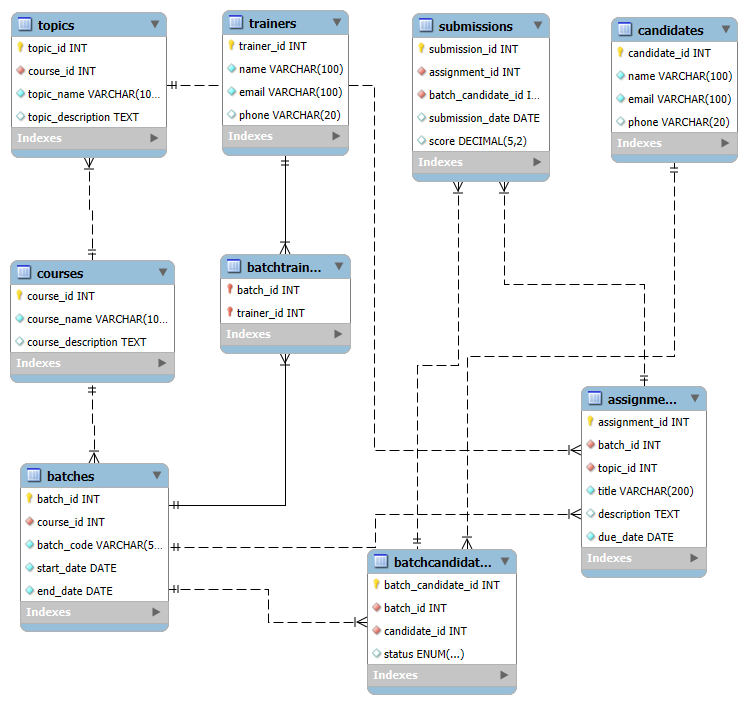 topics
topic_id INT
course_id INT
topic_name VARCHAR(10...
topic_description TEXT
Indexes
trainers
trainer_id INT
name VARCHAR(100)
email VARCHAR(100)
phone VARCHAR(20)
Indexes
submissions
submission_id INT
assignment_id INT
batch_candidate_id I...
submission_date DATE
score DECIMAL(5,2)
Indexes
candidates
candidate_id INT
name VARCHAR(100)
email VARCHAR(100)
phone VARCHAR(20)
Indexes
courses
course_id INT
course_name VARCHAR(10...
course_description TEXT
Indexes
batchtrain...
batch_id INT
trainer_id INT
Indexes
batches
batch_id INT
course_id INT
batch_code VARCHAR(5...
start_date DATE
end_date DATE
Indexes
batchcandidat...
batch_candidate_id INT
batch_id INT
candidate_id INT
status ENUM(...)
Indexes
assignme...
assignment_id INT
batch_id INT
topic_id INT
title VARCHAR(200)
description TEXT
due_date DATE
Indexes